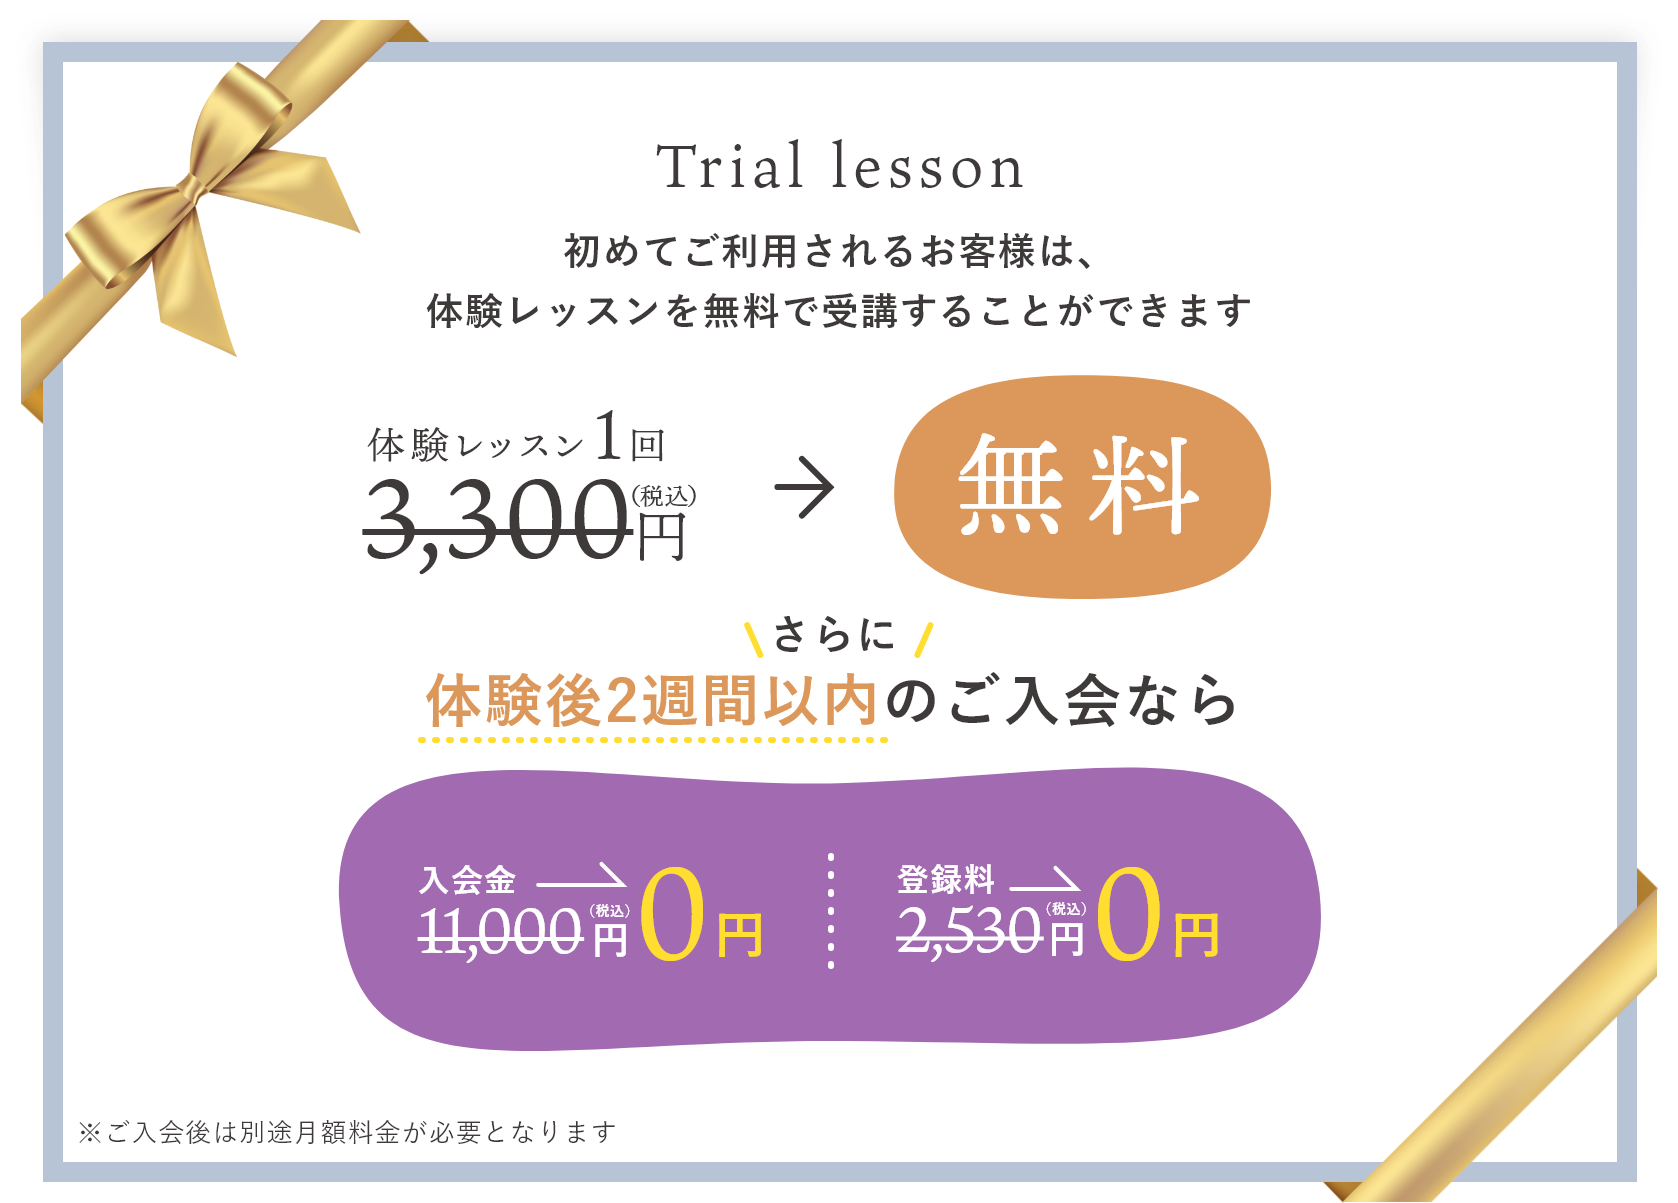 Trial lesson
初めてご利用されるお客様は、
体験レッスンを無料で受講することができます
体験レッスン1回
3,300円(税込)
→
無料
\さらに/
体験後2週間以内のご入会なら
入会金
11,000円(税込)
0円
登録料
2,530円(税込)
0円
※ご入会後は別途月額料金が必要となります